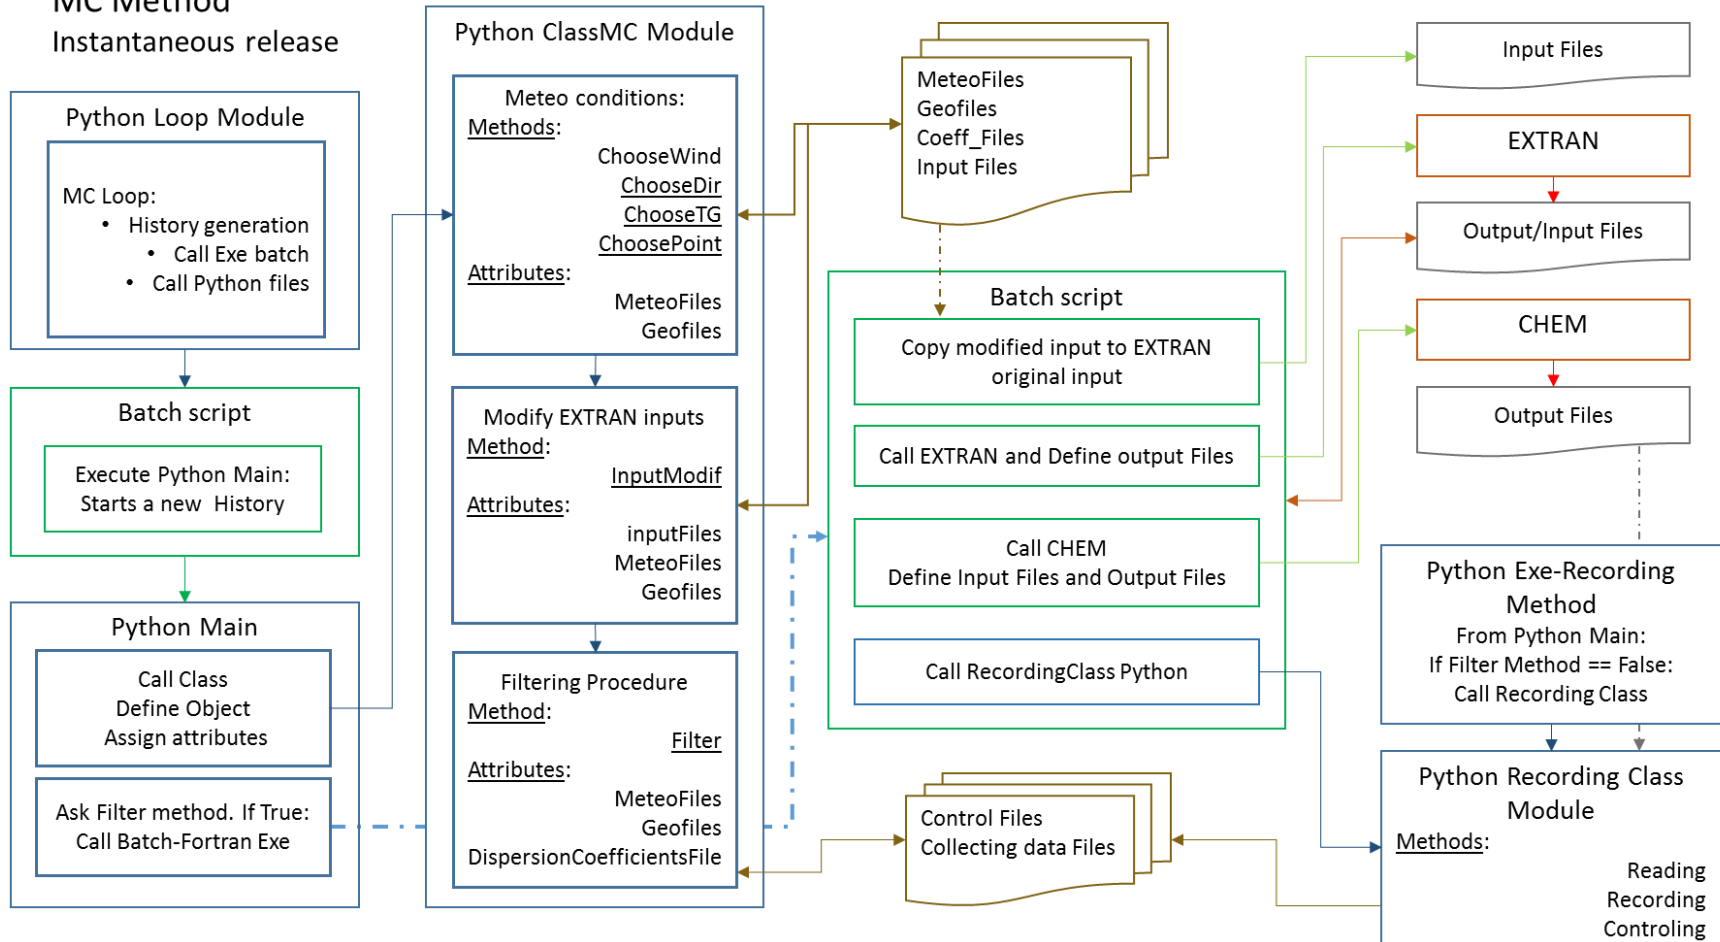 MC Method
Instantaneous release
Python Loop Module
MC Loop:
• History generation
• Call Exe batch
• Call Python files
Batch script
Execute Python Main:
Starts a new History
Python Main
Call Class
Define Object
Assign attributes
Ask Filter method. If True:
Call Batch-Fortran Exe
Python ClassMC Module
Meteo conditions:
Methods:
ChooseWind
ChooseDir
ChooseTG
ChoosePoint
Attributes:
MeteoFiles
Geofiles
Modify EXTRAN inputs
Method:
InputModif
Attributes:
inputFiles
MeteoFiles
Geofiles
Filtering Procedure
Method:
Filter
Attributes:
MeteoFiles
Geofiles
DispersionCoefficientsFile
MeteoFiles
Geofiles
Coeff_Files
Input Files
Batch script
Copy modified input to EXTRAN
original input
Call EXTRAN and Define output Files
Call CHEM
Define Input Files and Output Files
Call RecordingClass Python
Control Files
Collecting data Files
Input Files
EXTRAN
Output/Input Files
CHEM
Output Files
Python Exe-Recording
Method
From Python Main:
If Filter Method == False:
Call Recording Class
Python Recording Class
Module
Methods:
Reading
Recording
Controling